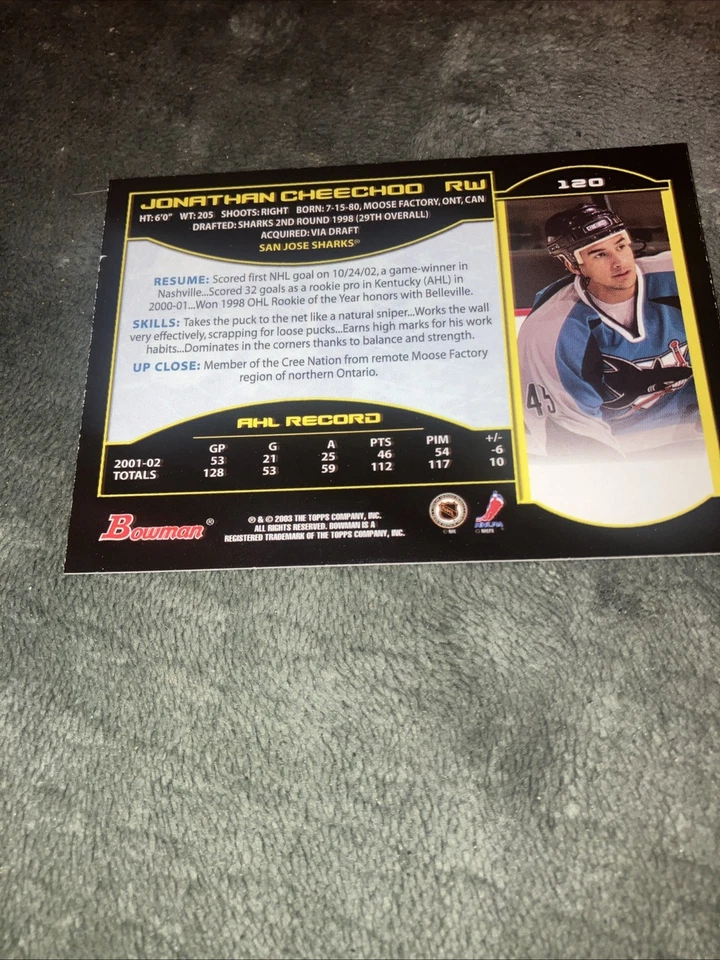 JONATHAN CHEECHOO RW
HT: 6'0" WT: 205 SHOOTS: RIGHT BORN: 7-15-80, MOOSE FACTORY, ONT, CAN
DRAFTED: SHARKS 2ND ROUND 1998 (29TH OVERALL)
ACQUIRED: VIA DRAFT
SAN JOSE SHARKS®
120
RESUME: Scored first NHL goal on 10/24/02, a game-winner in
Nashville...Scored 32 goals as a rookie pro in Kentucky (AHL) in
2000-01...Won 1998 OHL Rookie of the Year honors with Belleville.
SKILLS: Takes the puck to the net like a natural sniper...Works the wall
very effectively, scrapping for loose pucks...Earns high marks for his work
habits...Dominates in the corners thanks to balance and strength.
UP CLOSE: Member of the Cree Nation from remote Moose Factory
region of northern Ontario.
AHL RECORD
GP G A PTS PIM +/-
2001-02 53 21 25 46 54 -6
TOTALS 128 53 59 112 117 10
Bowman®
® & © 2003 THE TOPPS COMPANY, INC.
ALL RIGHTS RESERVED. BOWMAN IS A
REGISTERED TRADEMARK OF THE TOPPS COMPANY, INC.
NHLPA